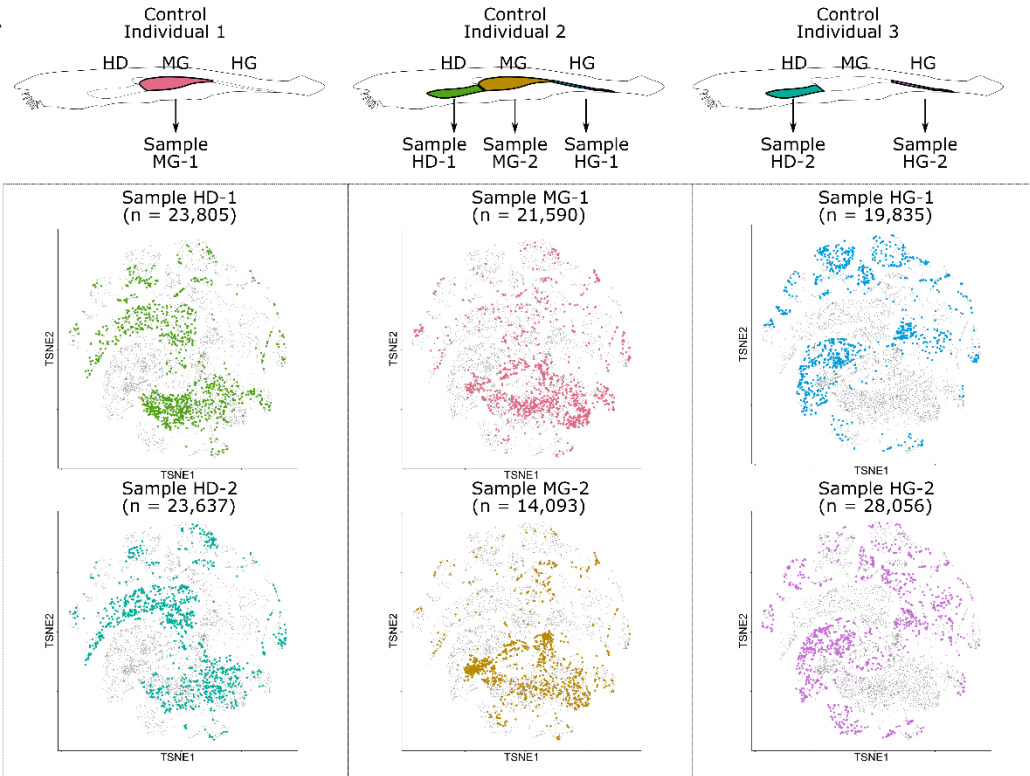 Control
Individual 1
HD MG HG
Sample
MG-1
Control
Individual 2
HD MG HG
Sample
HD-1
Sample
MG-2
Sample
HG-1
Control
Individual 3
HD MG HG
Sample
HD-2
Sample
HG-2
Sample HD-1
(n = 23,805)
TSNE2
TSNE1
Sample MG-1
(n = 21,590)
TSNE2
TSNE1
Sample HG-1
(n = 19,835)
TSNE2
TSNE1
Sample HD-2
(n = 23,637)
TSNE2
TSNE1
Sample MG-2
(n = 14,093)
TSNE2
TSNE1
Sample HG-2
(n = 28,056)
TSNE2
TSNE1